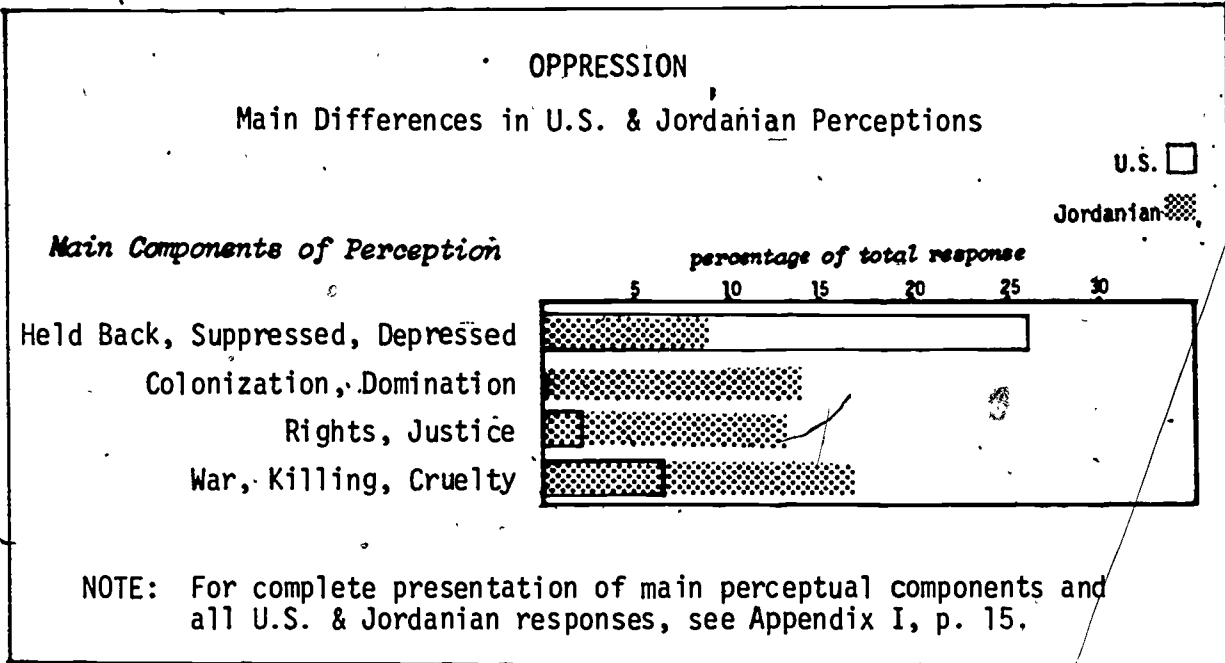 OPPRESSION
Main Differences in U.S. & Jordanian Perceptions
U.S.
Jordanian
Main Components of Perception
percentage of total response
5 10 15 20 25 30
Held Back, Suppressed, Depressed
Colonization, Domination
Rights, Justice
War, Killing, Cruelty
NOTE: For complete presentation of main perceptual components and
all U.S. & Jordanian responses, see Appendix I, p. 15.